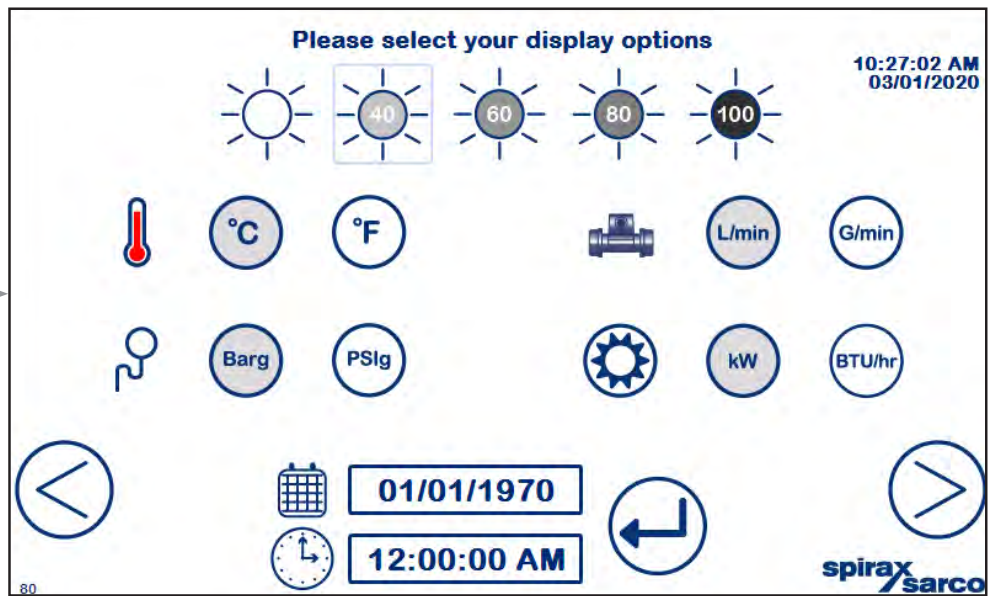 Please select your display options
10:27:02 AM
03/01/2020
40 60 80 100
°C °F L/min G/min
Barg PSIg kW BTU/hr
01/01/1970
12:00:00 AM
80
spirax
sarco